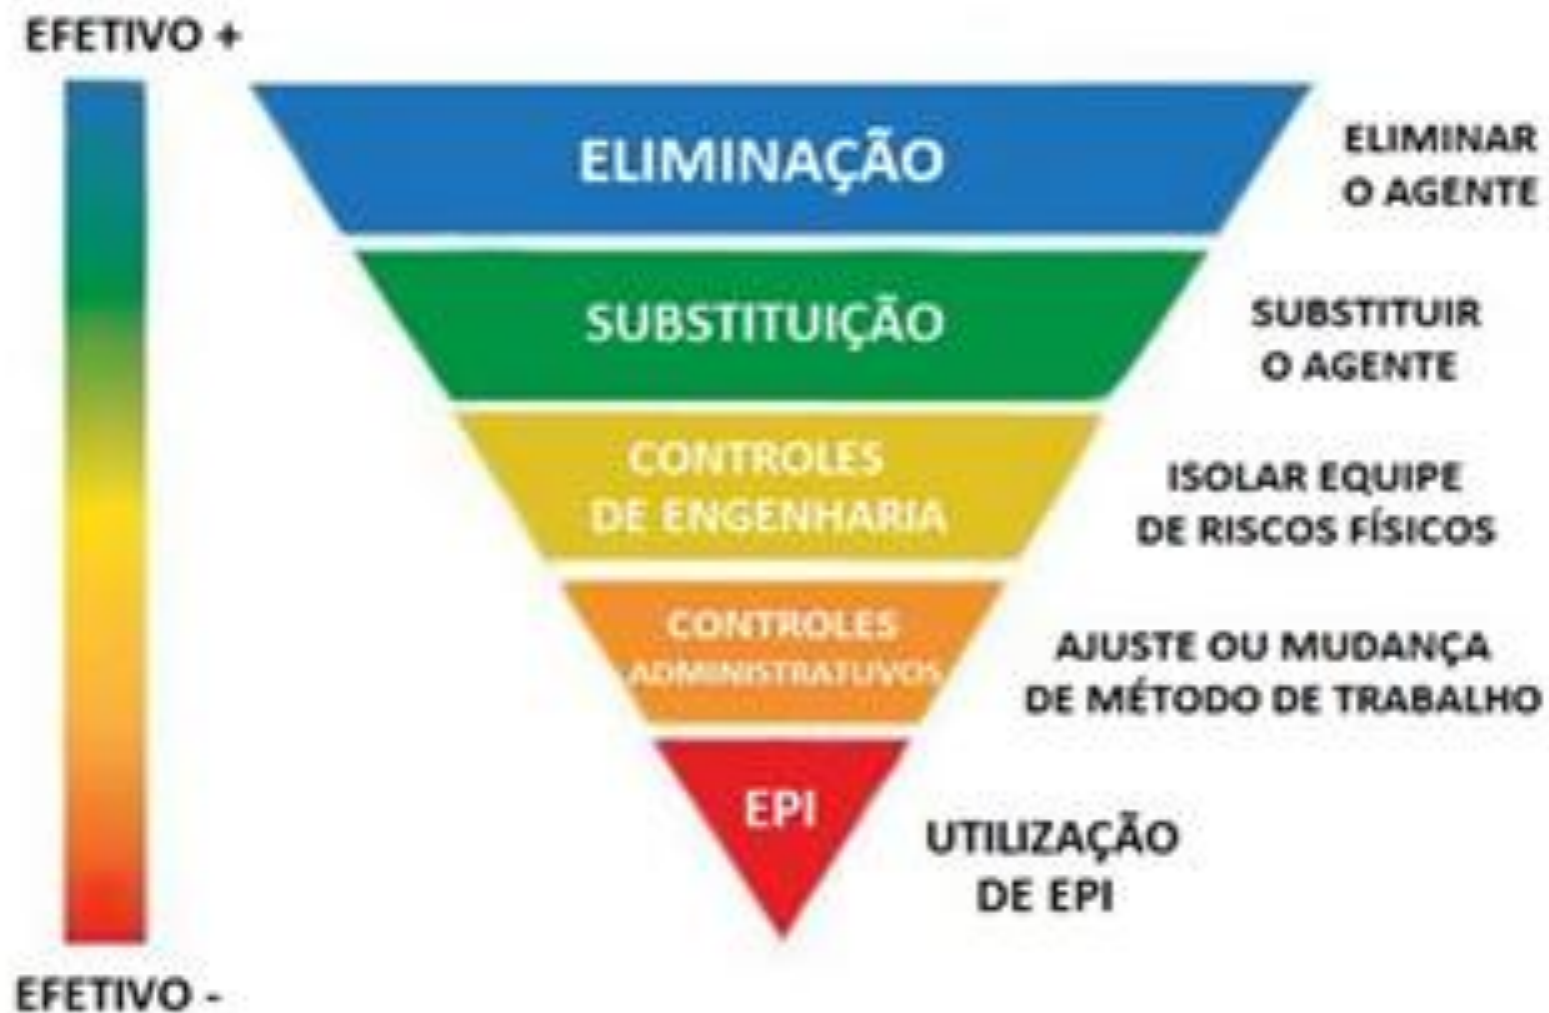 EFETIVO +
ELIMINAÇÃO
ELIMINAR
O AGENTE
SUBSTITUIÇÃO
SUBSTITUIR
O AGENTE
CONTROLES
DE ENGENHARIA
ISOLAR EQUIPE
DE RISCOS FÍSICOS
CONTROLES
ADMINISTRATIVOS
AJUSTE OU MUDANÇA
DE MÉTODO DE TRABALHO
EPI
UTILIZAÇÃO
DE EPI
EFETIVO -